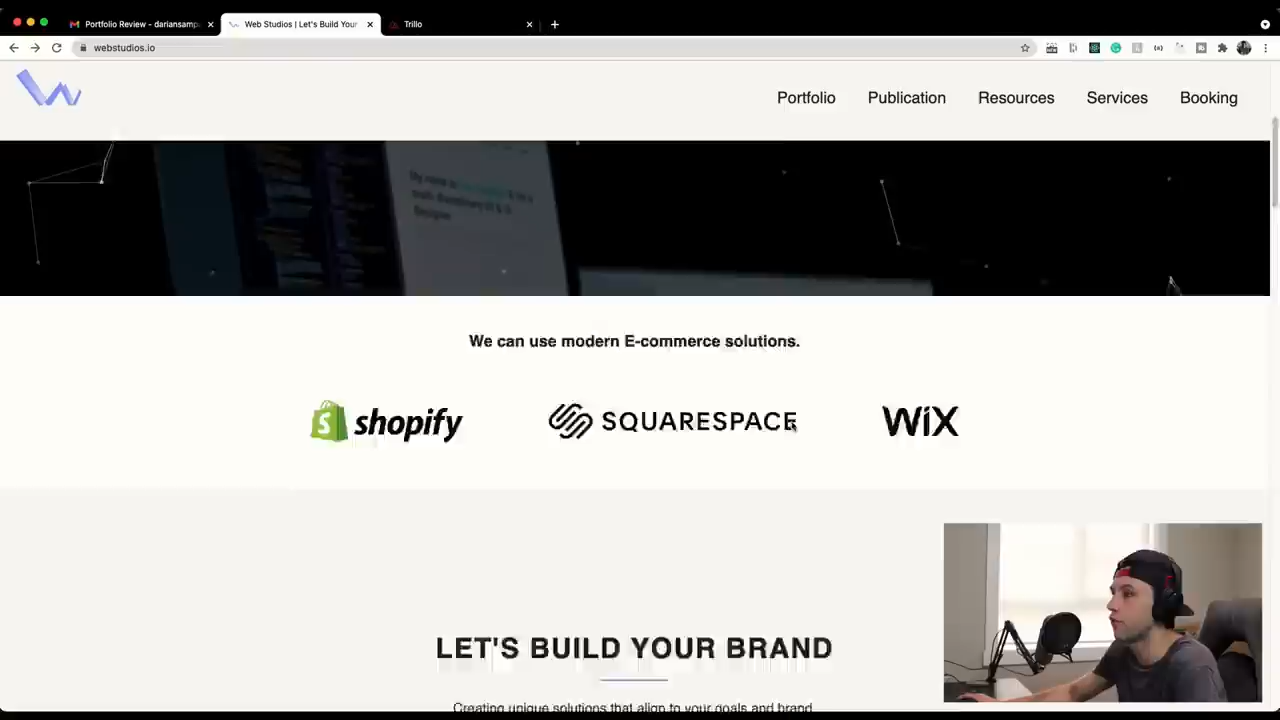 Portfolio Review - dariansamp
Web Studios | Let's Build Your
Trillo
webstudios.io
Portfolio
Publication
Resources
Services
Booking
We can use modern E-commerce solutions.
shopify
SQUARESPACE
WiX
LET'S BUILD YOUR BRAND
Creating unique solutions that align to your goals and brand